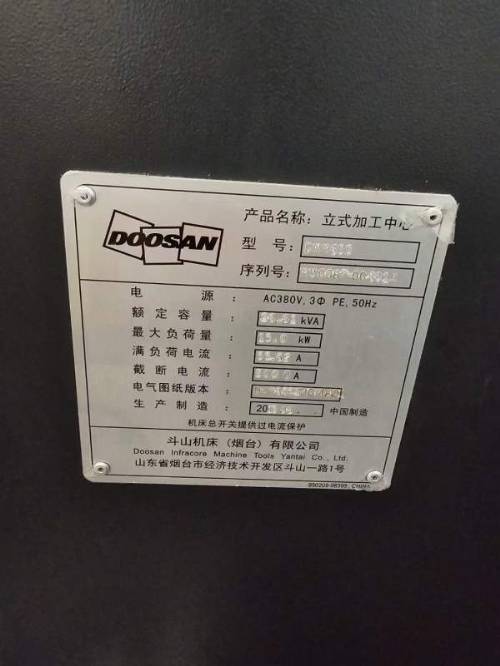 DOOSAN
产品名称: 立式加工中心
型 号:
序列号:
电 源 : AC380V, 3Φ PE, 50Hz
额定容量 : kVA
最大负荷量 : kW
满负荷电流 : A
截断电流 : A
电气图纸版本 :
生产制造 : 中国制造
机床总开关提供过电流保护
斗山机床 (烟台) 有限公司
Doosan Infracore Machine Tools Yantai Co., Ltd.
山东省烟台市经济技术开发区斗山一路1号